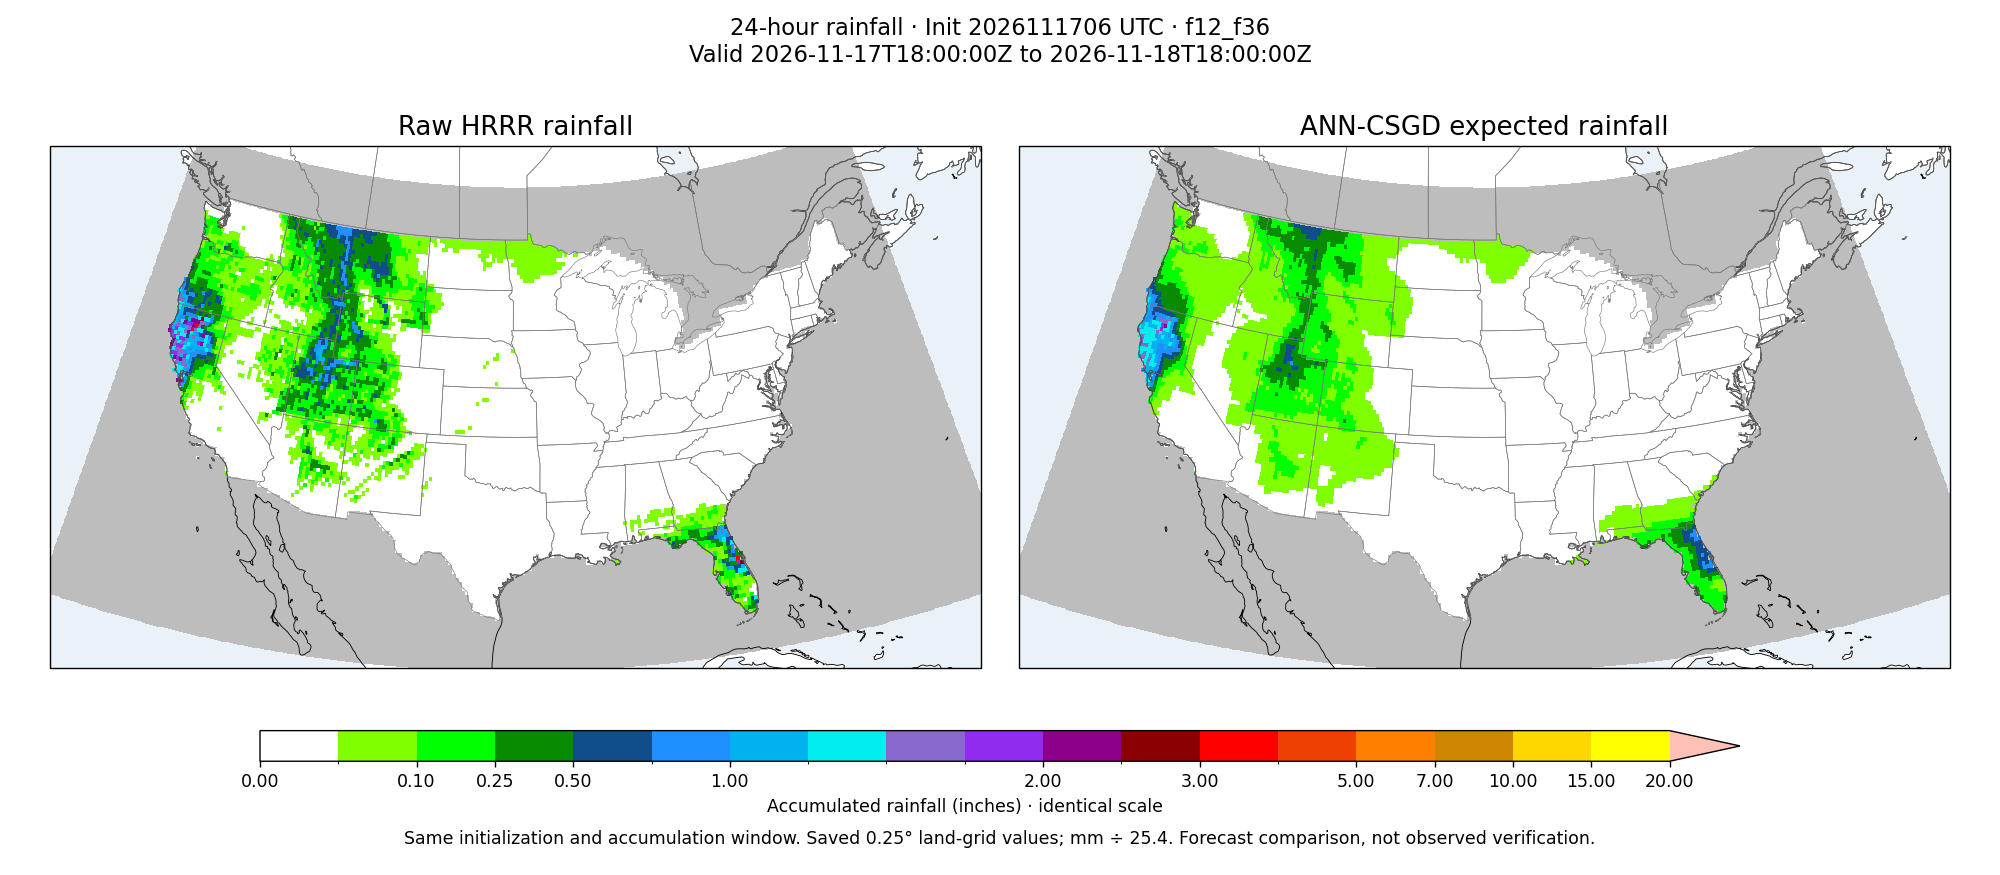 24-hour rainfall · Init 2026111706 UTC · f12_f36
Valid 2026-11-17T18:00:00Z to 2026-11-18T18:00:00Z
Raw HRRR rainfall
ANN-CSGD expected rainfall
0.00 0.10 0.25 0.50 1.00 2.00 3.00 5.00 7.00 10.00 15.00 20.00
Accumulated rainfall (inches) · identical scale
Same initialization and accumulation window. Saved 0.25° land-grid values; mm ÷ 25.4. Forecast comparison, not observed verification.